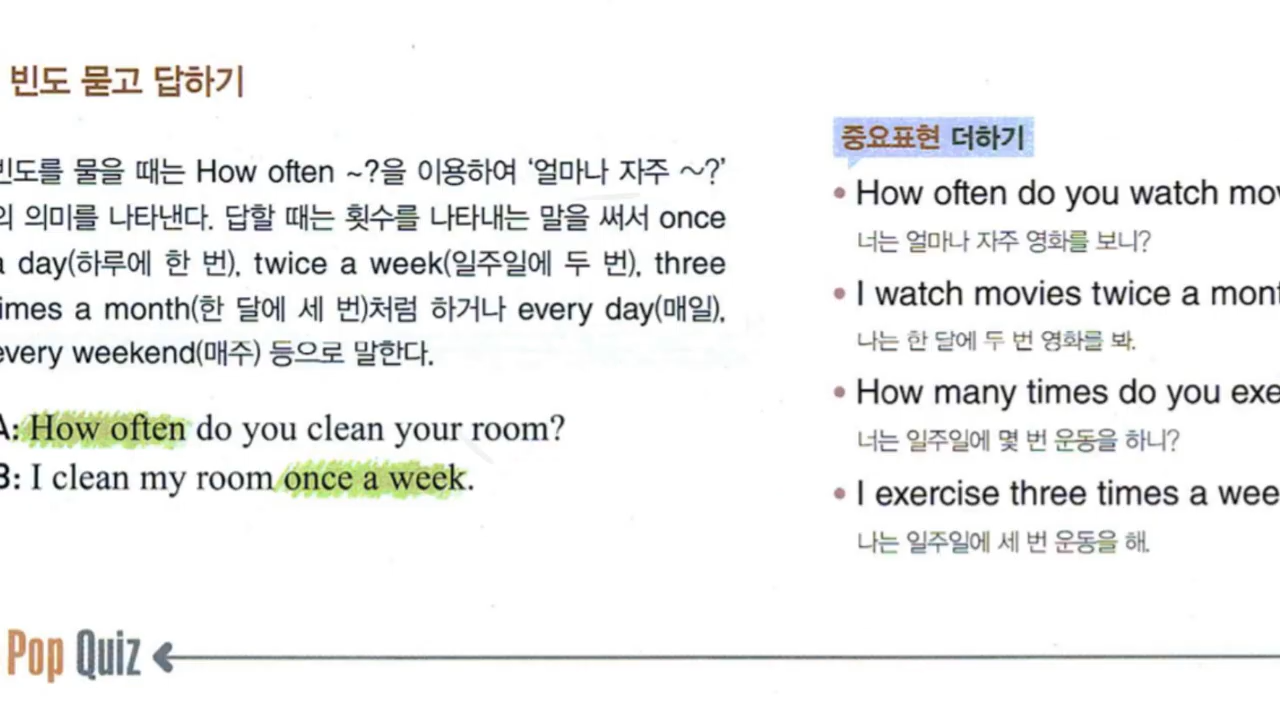 빈도 묻고 답하기
빈도를 물을 때는 How often ~?을 이용하여 ‘얼마나 자주 ~?’
의 의미를 나타낸다. 답할 때는 횟수를 나타내는 말을 써서 once
a day(하루에 한 번), twice a week(일주일에 두 번), three
times a month(한 달에 세 번)처럼 하거나 every day(매일),
every weekend(매주) 등으로 말한다.
A: How often do you clean your room?
B: I clean my room once a week.
중요표현 더하기
• How often do you watch mov
너는 얼마나 자주 영화를 보니?
• I watch movies twice a mont
나는 한 달에 두 번 영화를 봐.
• How many times do you exe
너는 일주일에 몇 번 운동을 하니?
• I exercise three times a wee
나는 일주일에 세 번 운동을 해.
Pop Quiz